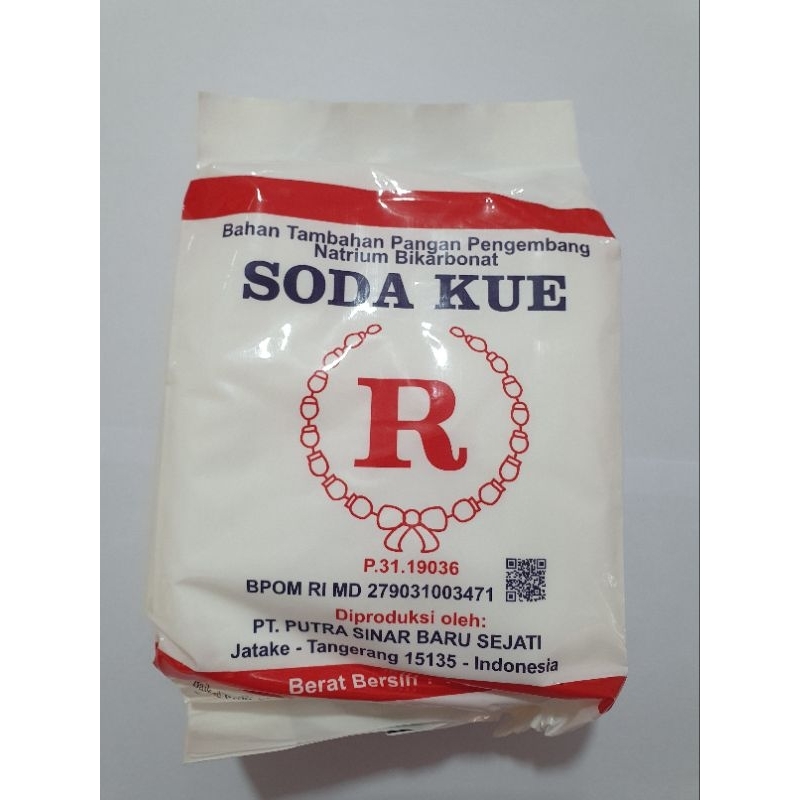 Bahan Tambahan Pangan Pengembang
Natrium Bikarbonat
SODA KUE
R
P.31.19036
BPOM RI MD 279031003471
Diproduksi oleh:
PT. PUTRA SINAR BARU SEJATI
Jatake - Tangerang 15135 - Indonesia
Berat Bersih